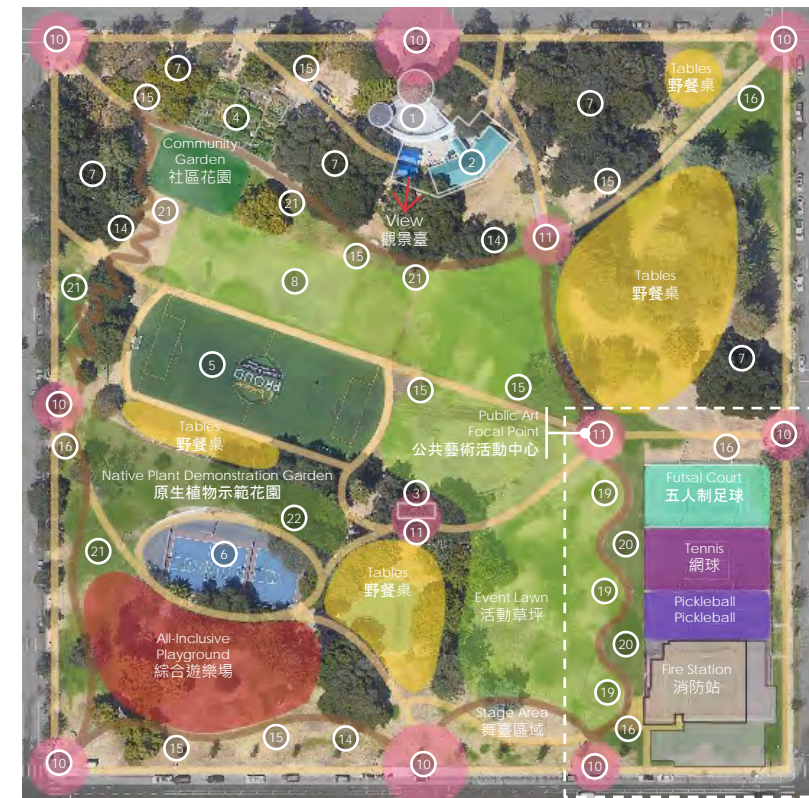 10
10
10
7
15
Tables
野餐桌
16
15
7
4
1
Community
Garden
社區花園
7
7
2
15
21
21
14
View
觀景臺
14
11
15
21
8
21
Tables
野餐桌
5
PROUD
7
15
15
10
Public Art
Focal Point
公共藝術活動中心
11
10
Tables
野餐桌
16
16
Native Plant Demonstration Garden
原生植物示範花園
3
19
Futsal Court
五人制足球
22
11
21
6
20
Tennis
網球
Tables
野餐桌
Event Lawn
活動草坪
19
Pickleball
Pickleball
All-Inclusive
Playground
綜合遊樂場
20
Fire Station
消防站
19
Stage Area
舞臺區域
16
15
15
14
10
10
10